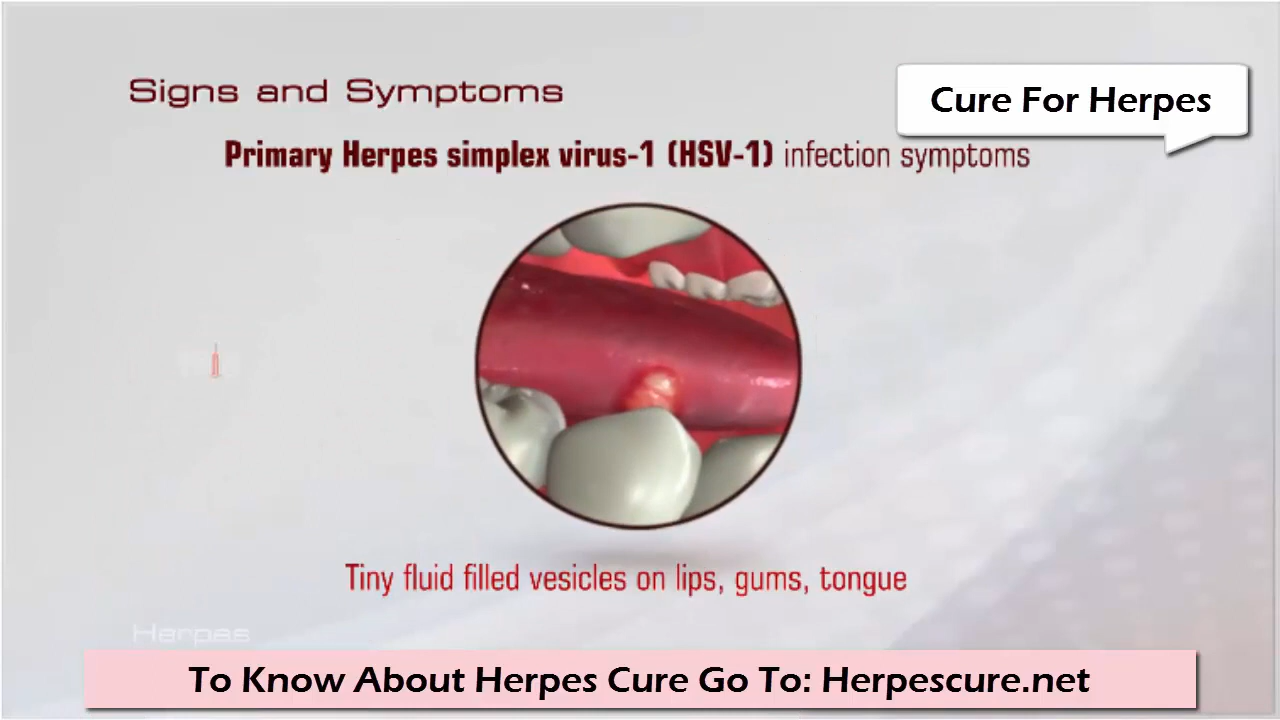 Signs and Symptoms
Cure For Herpes
Primary Herpes simplex virus-1 (HSV-1) infection symptoms
Tiny fluid filled vesicles on lips, gums, tongue
Herpas
To Know About Herpes Cure Go To: Herpescure.net